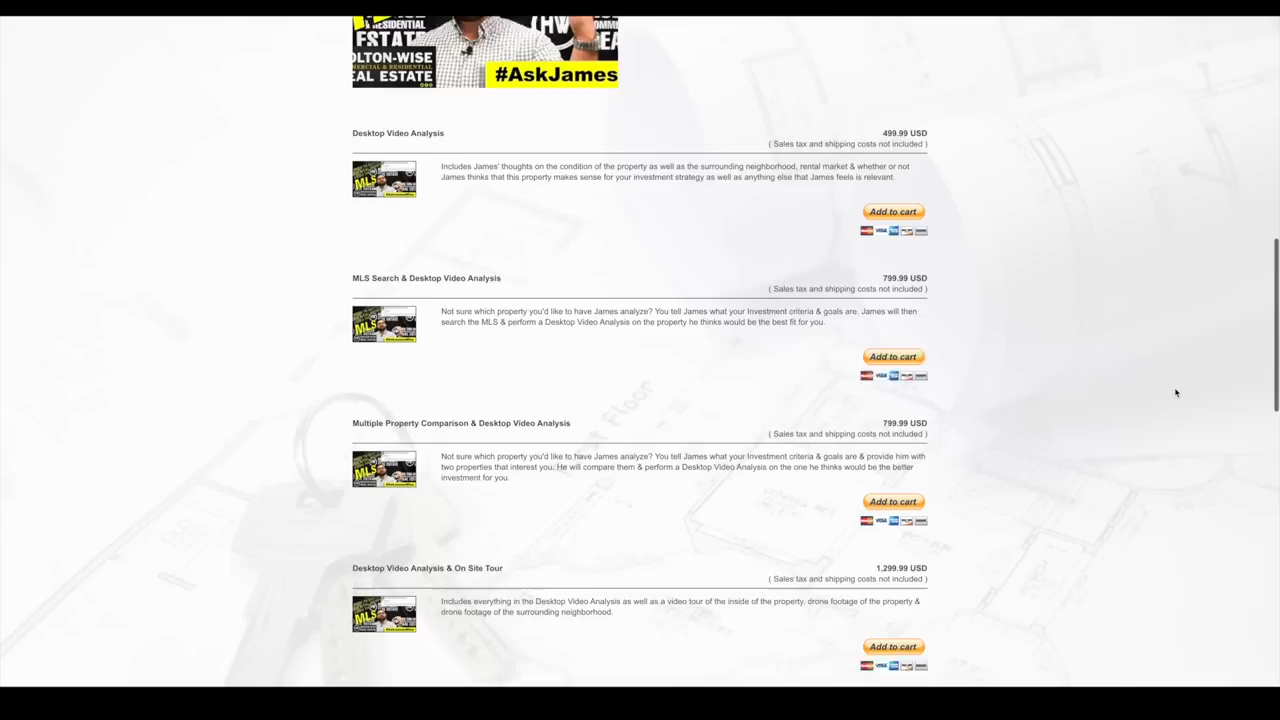 RESIDENTIAL
ESTATE
OLTON-WISE
MERCIAL & RESIDENTIAL
EAL ESTATE
#AskJames
Desktop Video Analysis
499.99 USD
( Sales tax and shipping costs not included )
Includes James' thoughts on the condition of the property as well as the surrounding neighborhood, rental market & whether or not
James thinks that this property makes sense for your investment strategy as well as anything else that James feels is relevant.
MLS
Add to cart
MLS Search & Desktop Video Analysis
799.99 USD
( Sales tax and shipping costs not included )
Not sure which property you'd like to have James analyze? You tell James what your Investment criteria & goals are. James will then
search the MLS & perform a Desktop Video Analysis on the property he thinks would be the best fit for you.
MLS
Add to cart
Multiple Property Comparison & Desktop Video Analysis
799.99 USD
( Sales tax and shipping costs not included )
Not sure which property you'd like to have James analyze? You tell James what your Investment criteria & goals are & provide him with
two properties that interest you. He will compare them & perform a Desktop Video Analysis on the one he thinks would be the better
investment for you.
MLS
Add to cart
Desktop Video Analysis & On Site Tour
1,299.99 USD
( Sales tax and shipping costs not included )
Includes everything in the Desktop Video Analysis as well as a video tour of the inside of the property, drone footage of the property &
drone footage of the surrounding neighborhood.
MLS
Add to cart